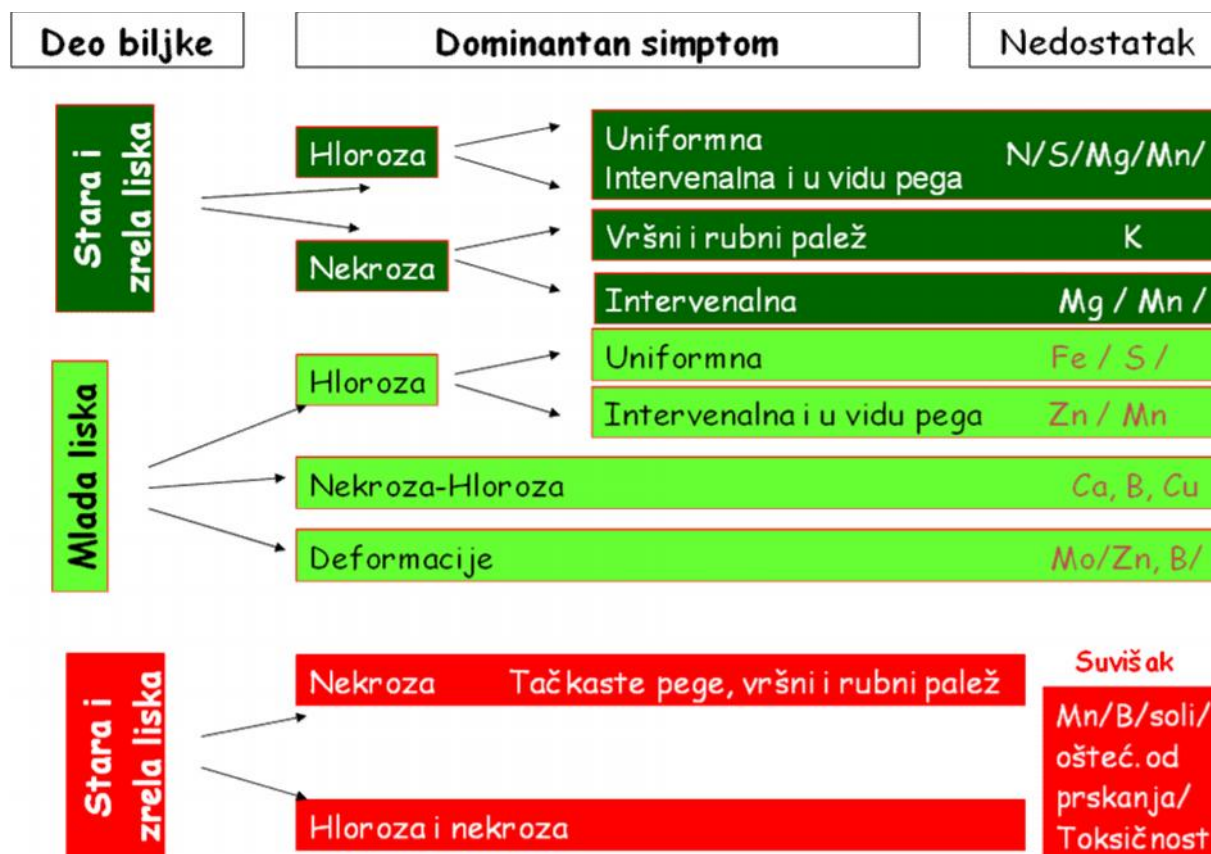 Deo biljke
Dominantan simptom
Nedostatak
Stara i
zrela liska
Hloroza
Uniformna
Intervenalna i u vidu pega
N/S/Mg/Mn/
Nekroza
Vršni i rubni palež
K
Intervenalna
Mg / Mn /
Mlada liska
Hloroza
Uniformna
Fe / S /
Intervenalna i u vidu pega
Zn / Mn
Nekroza-Hloroza
Ca, B, Cu
Deformacije
Mo/Zn, B/
Stara i
zrela liska
Nekroza Tačkaste pege, vršni i rubni palež
Hloroza i nekroza
Suvišak
Mn/B/soli/
ošteć.od
prskanja/
Toksičnost